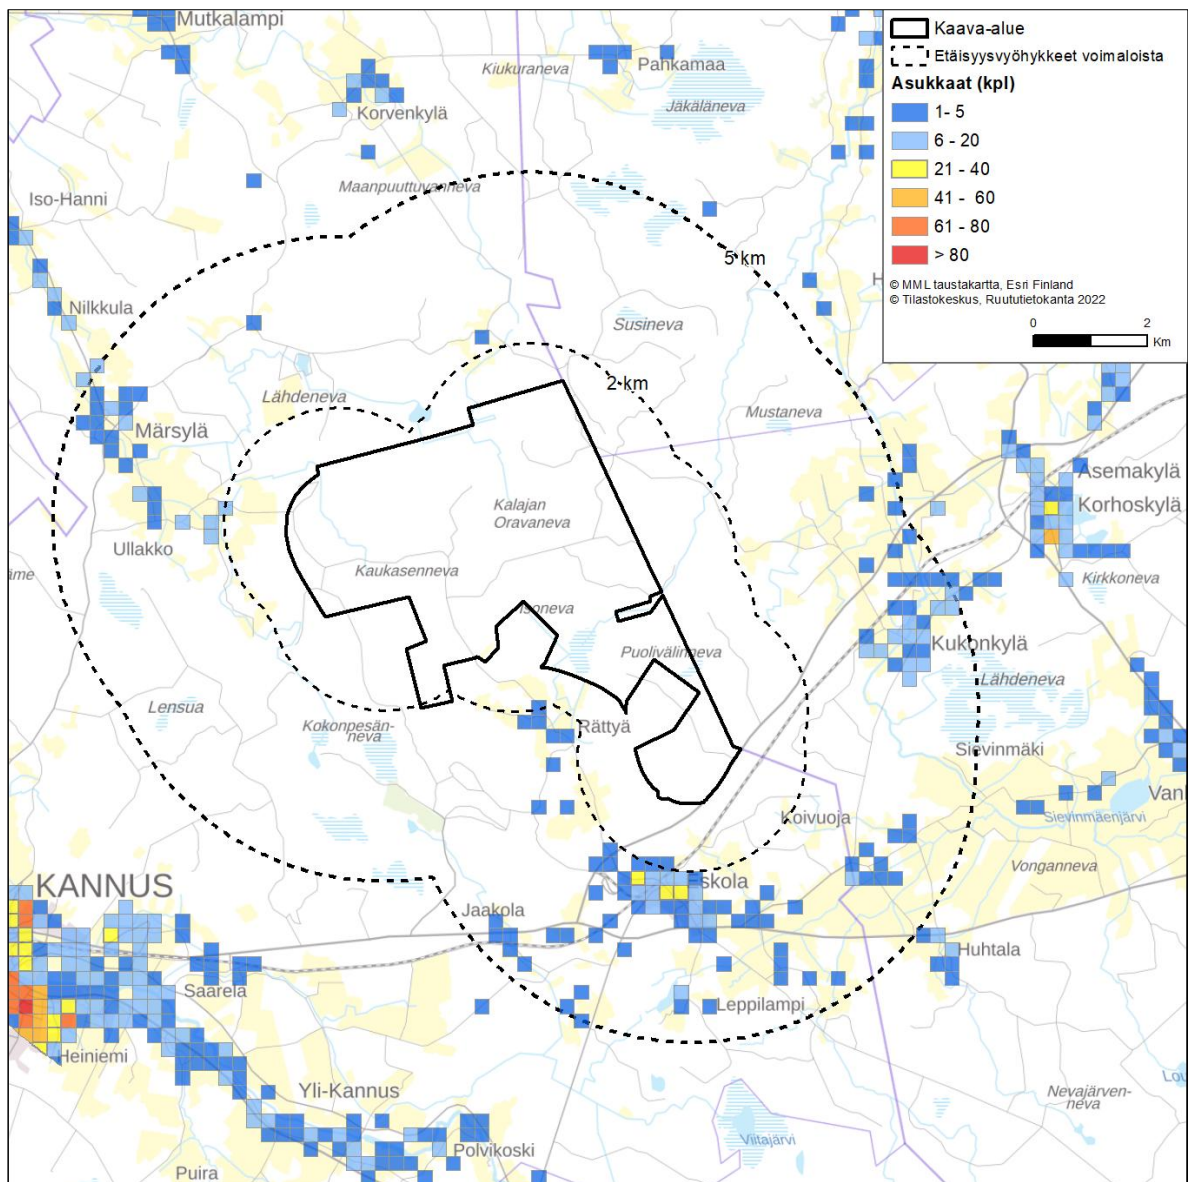 Mutkalampi
Kiukuraneva
Pahkamaa
Jäkäläneva
Korvenkylä
Maanpuuttuvanneva
Iso-Hanni
Nilkkula
Susineva
5 km
2 km
Lähdeneva
Märsylä
Mustaneva
Ullakko
Kalajan
Oravaneva
Kaukasenneva
Isoneva
Puolivälinneva
Asemakylä
Korhoskylä
Kirkkoneva
Kukonkylä
Lähdeneva
Lensua
Kokonpesän-
neva
Rättyä
Sievinmäki
Sievinmäenjärvi
Koivuoja
Vonganneva
KANNUS
Eskola
Jaakola
Huhtala
Saarela
Leppilampi
Heiniemi
Yli-Kannus
Nevajärven-
neva
Polvikoski
Viitajärvi
Puira
Kaava-alue
Etäisyysvyöhykkeet voimaloista
Asukkaat (kpl)
1- 5
6 - 20
21 - 40
41 - 60
61 - 80
> 80
© MML taustakartta, Esri Finland
© Tilastokeskus, Ruututietokanta 2022
0 2
Km